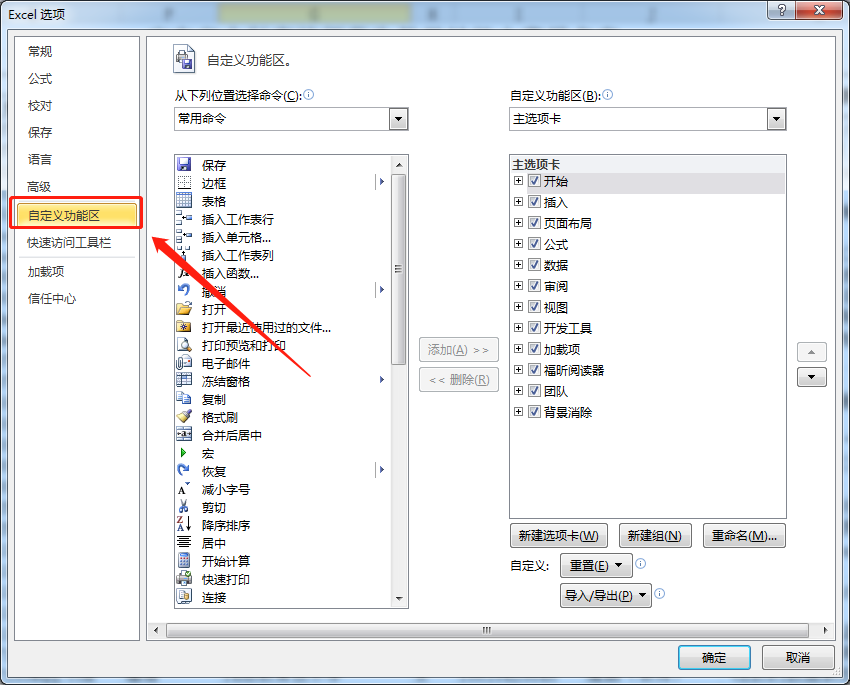 Excel 选项
常规
公式
校对
保存
语言
高级
自定义功能区
快速访问工具栏
加载项
信任中心
自定义功能区。
从下列位置选择命令(C):
常用命令
保存
边框
表格
插入工作表行
插入单元格...
插入工作表列
插入函数...
撤消
打开
打开最近使用过的文件...
打印预览和打印
电子邮件
冻结窗格
复制
格式刷
合并后居中
宏
恢复
减小字号
剪切
降序排序
居中
开始计算
快速打印
连接
添加(A) >>
<< 删除(R)
自定义功能区(B):
主选项卡
主选项卡
开始
插入
页面布局
公式
数据
审阅
视图
开发工具
加载项
福昕阅读器
团队
背景消除
新建选项卡(W)
新建组(N)
重命名(M)...
自定义:
重置(E)
导入/导出(P)
确定
取消